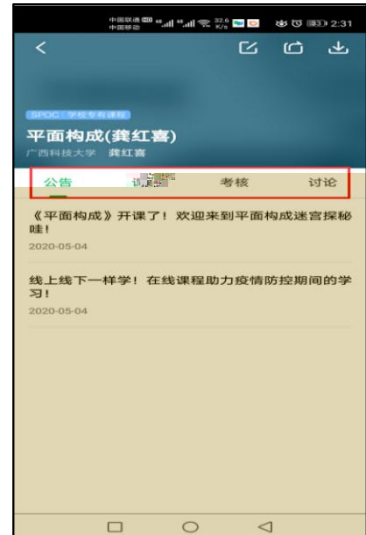 中国联通 HD
中国移动
32.6
K/s
2:31
SPOC 学校专有课程
平面构成(龚红喜)
广西科技大学 龚红喜
公告
考核
讨论
《平面构成》开课了！欢迎来到平面构成迷宫探秘
哇！
2020-05-04
线上线下一样学！在线课程助力疫情防控期间的学
习！
2020-05-04